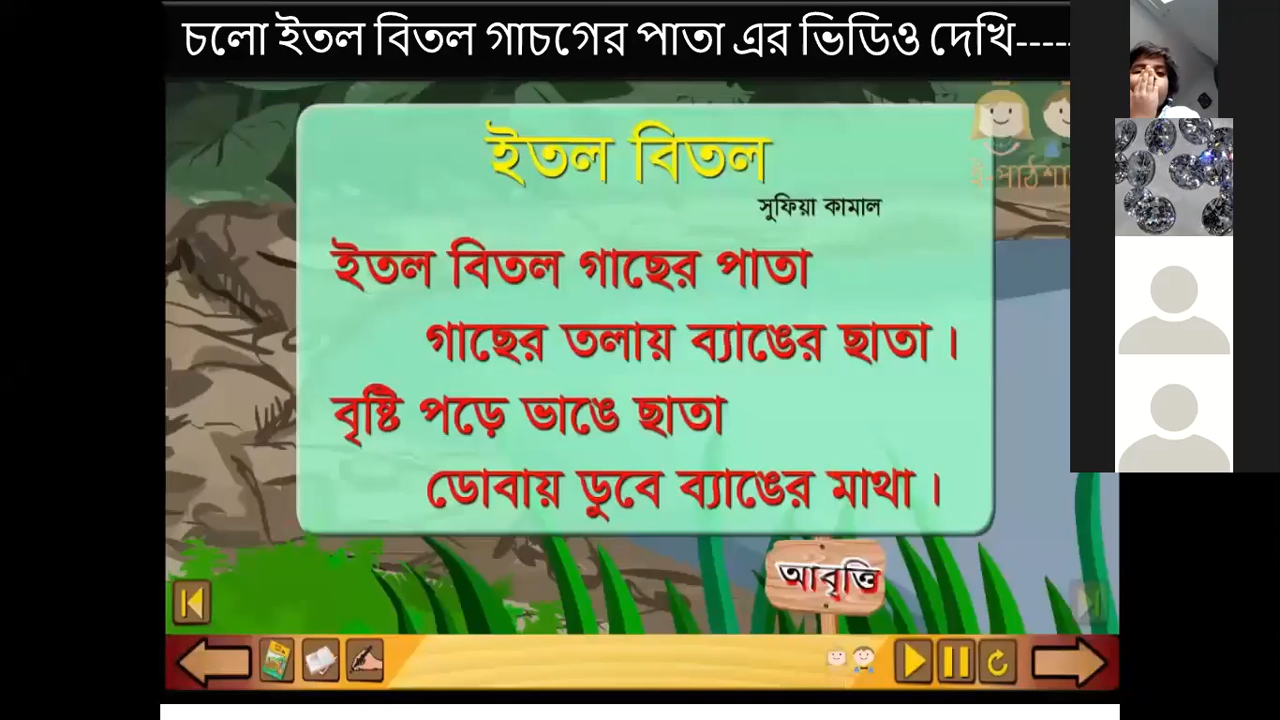 চলো ইতল বিতল গাচগের পাতা এর ভিডিও দেখি-----
ইতল বিতল
সুফিয়া কামাল
ইতল বিতল গাছের পাতা
গাছের তলায় ব্যাঙের ছাতা।
বৃষ্টি পড়ে ভাঙে ছাতা
ডোবায় ডুবে ব্যাঙের মাথা।
আবৃত্তি